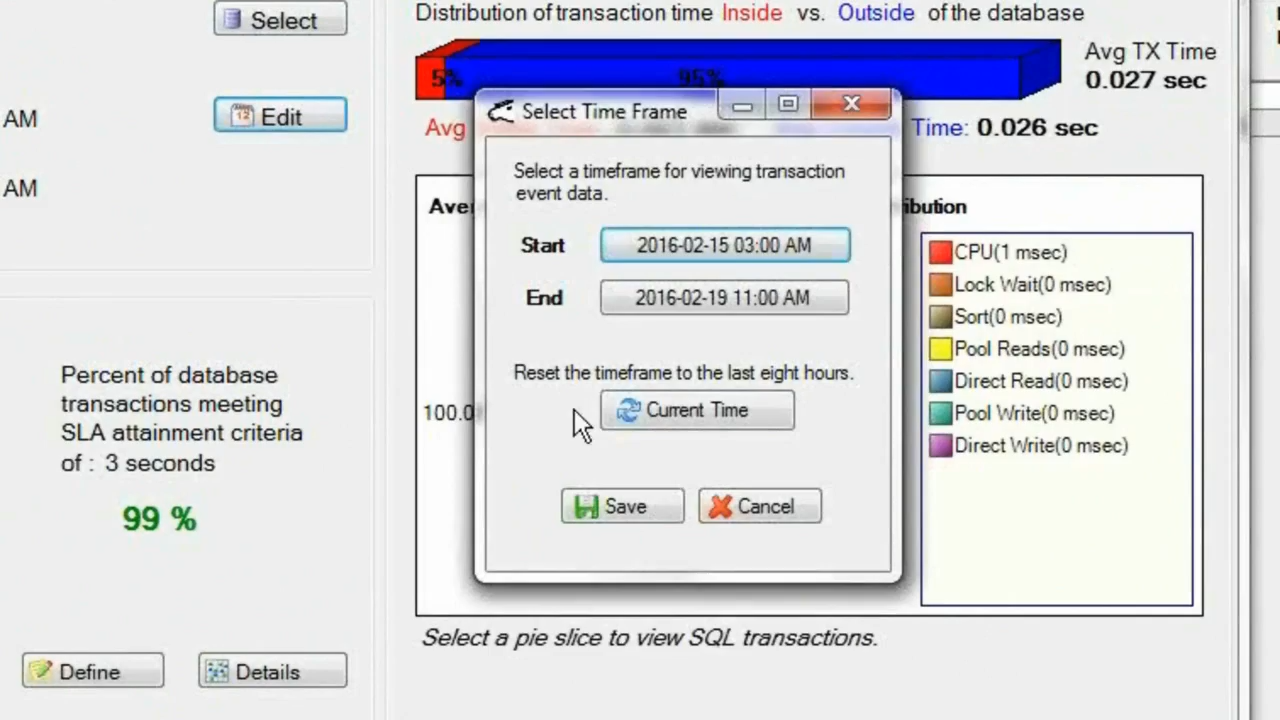 Select
Distribution of transaction time Inside vs. Outside of the database
5%
95%
Avg TX Time
0.027 sec
AM
Edit
Select Time Frame
Avg
Time: 0.026 sec
AM
Select a timeframe for viewing transaction
event data.
Start
2016-02-15 03:00 AM
End
2016-02-19 11:00 AM
Reset the timeframe to the last eight hours.
Current Time
Save
Cancel
CPU(1 msec)
Lock Wait(0 msec)
Sort(0 msec)
Pool Reads(0 msec)
Direct Read(0 msec)
Pool Write(0 msec)
Direct Write(0 msec)
100.0
Percent of database
transactions meeting
SLA attainment criteria
of : 3 seconds
99 %
Select a pie slice to view SQL transactions.
Define
Details